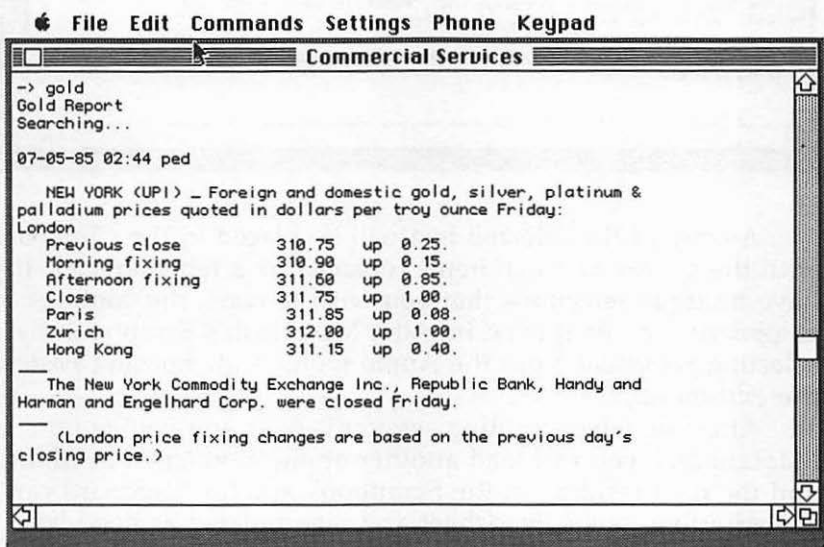 File Edit Commands Settings Phone Keypad
Commercial Services
-> gold
Gold Report
Searching...
07-05-85 02:44 ped
NEW YORK (UPI) _ Foreign and domestic gold, silver, platinum &
palladium prices quoted in dollars per troy ounce Friday:
London
Previous close 310.75 up 0.25.
Morning fixing 310.90 up 0.15.
Afternoon fixing 311.60 up 0.85.
Close 311.75 up 1.00.
Paris 311.85 up 0.08.
Zurich 312.00 up 1.00.
Hong Kong 311.15 up 0.40.
The New York Commodity Exchange Inc., Republic Bank, Handy and
Harman and Engelhard Corp. were closed Friday.
(London price fixing changes are based on the previous day's
closing price.)